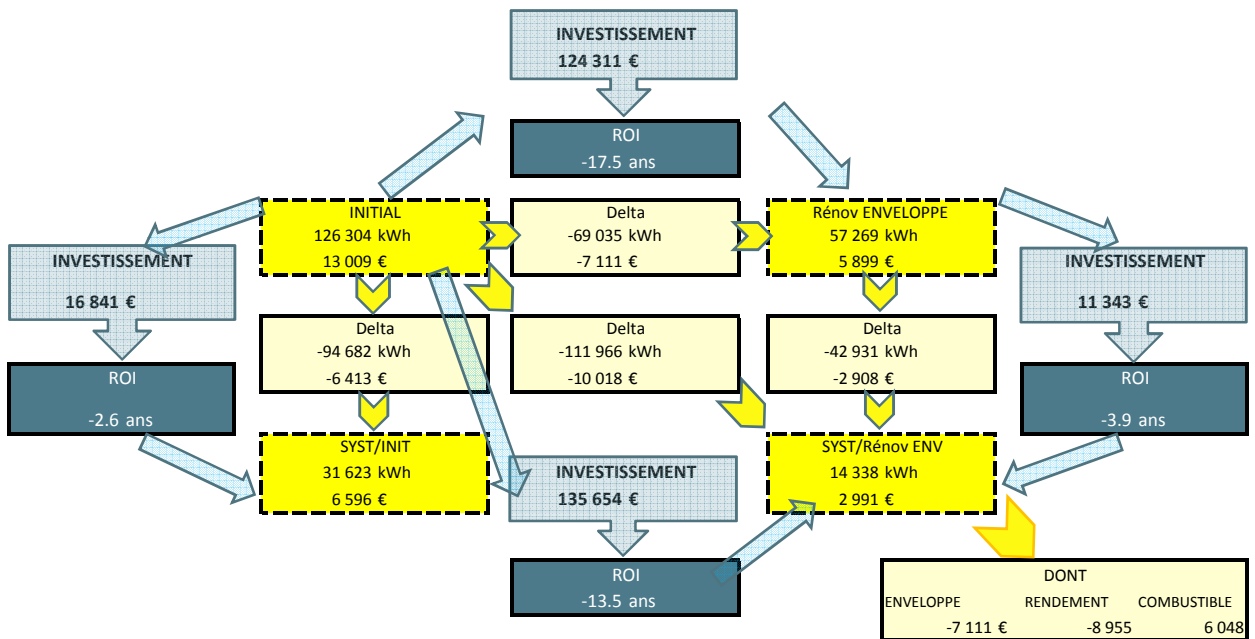 INVESTISSEMENT
124 311 €
ROI
-17.5 ans
INITIAL
126 304 kWh
13 009 €
Delta
-69 035 kWh
-7 111 €
Rénov ENVELOPPE
57 269 kWh
5 899 €
INVESTISSEMENT
16 841 €
INVESTISSEMENT
11 343 €
Delta
-94 682 kWh
-6 413 €
Delta
-111 966 kWh
-10 018 €
Delta
-42 931 kWh
-2 908 €
ROI
-2.6 ans
ROI
-3.9 ans
SYST/INIT
31 623 kWh
6 596 €
INVESTISSEMENT
135 654 €
SYST/Rénov ENV
14 338 kWh
2 991 €
ROI
-13.5 ans
DONT
ENVELOPPE RENDEMENT COMBUSTIBLE
-7 111 € -8 955 6 048